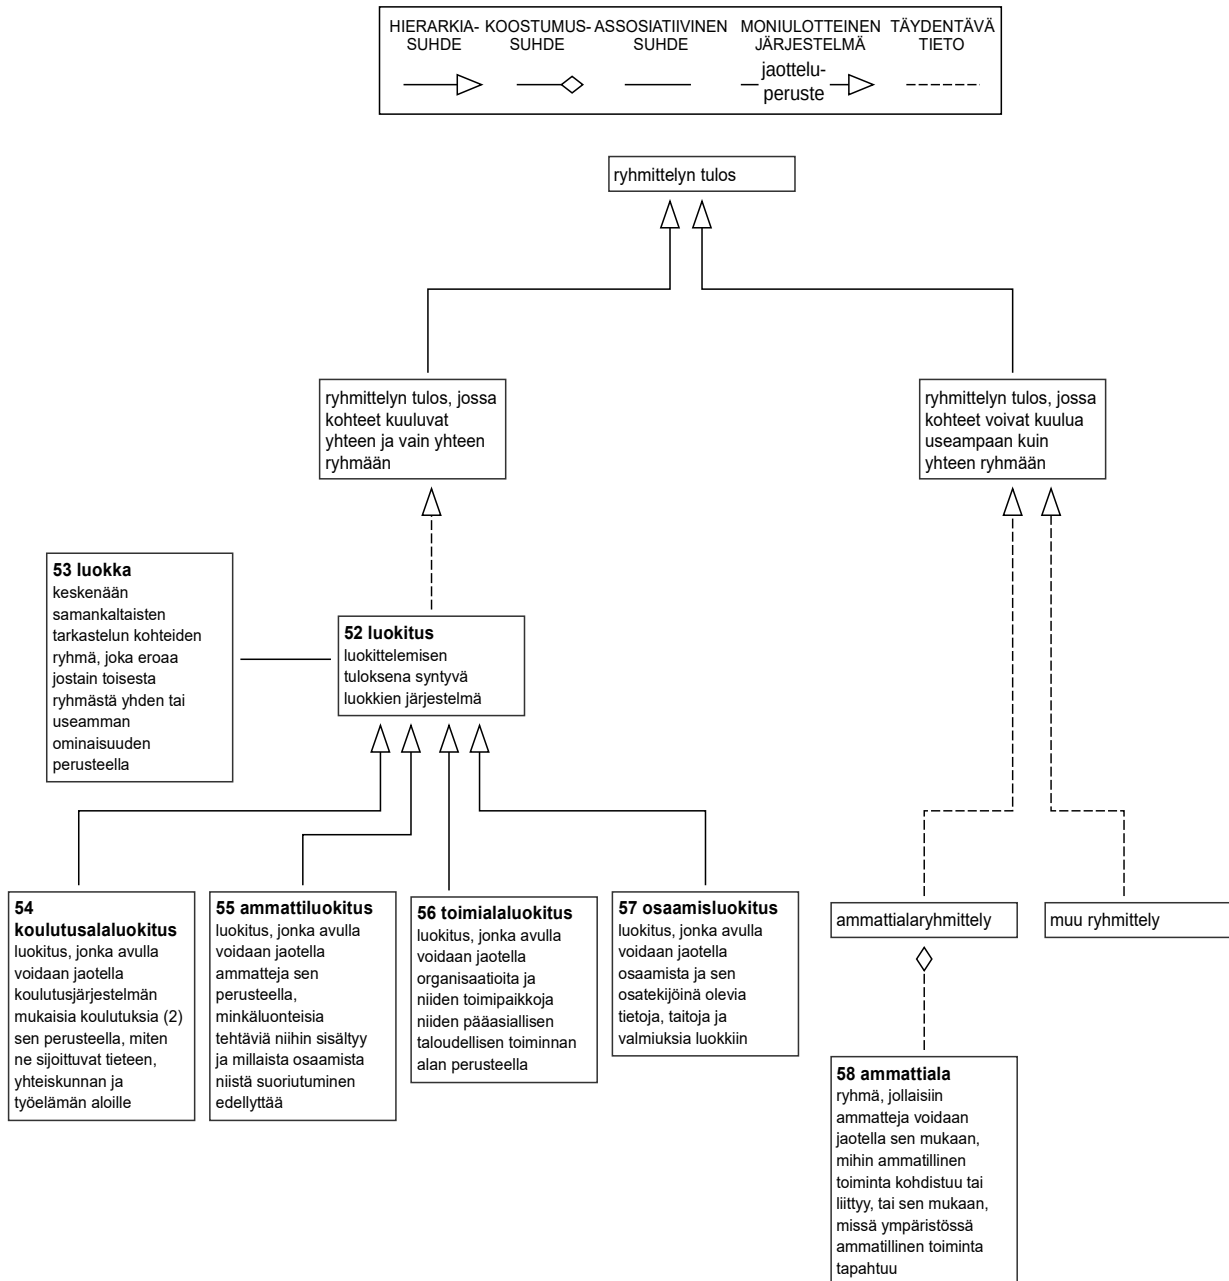 HIERARKIA-
SUHDE
KOOSTUMUS-
SUHDE
ASSOSIATIIVINEN
SUHDE
MONIULOTTEINEN
JÄRJESTELMÄ
TÄYDENTÄVÄ
TIETO
jaottelu-
peruste
ryhmittelyn tulos
ryhmittelyn tulos, jossa
kohteet kuuluvat
yhteen ja vain yhteen
ryhmään
ryhmittelyn tulos, jossa
kohteet voivat kuulua
useampaan kuin
yhteen ryhmään
53 luokka
keskenään
samankaltaisten
tarkastelun kohteiden
ryhmä, joka eroaa
jostain toisesta
ryhmästä yhden tai
useamman
ominaisuuden
perusteella
52 luokitus
luokittelemisen
tuloksena syntyvä
luokkien järjestelmä
54
koulutusalaluokitus
luokitus, jonka avulla
voidaan jaotella
koulutusjärjestelmän
mukaisia koulutuksia (2)
sen perusteella, miten
ne sijoittuvat tieteen,
yhteiskunnan ja
työelämän aloille
55 ammattiluokitus
luokitus, jonka avulla
voidaan jaotella
ammatteja sen
perusteella,
minkäluonteisia
tehtäviä niihin sisältyy
ja millaista osaamista
niistä suoriutuminen
edellyttää
56 toimialaluokitus
luokitus, jonka avulla
voidaan jaotella
organisaatioita ja
niiden toimipaikkoja
niiden pääasiallisen
taloudellisen toiminnan
alan perusteella
57 osaamisluokitus
luokitus, jonka avulla
voidaan jaotella
osaamista ja sen
osatekijöinä olevia
tietoja, taitoja ja
valmiuksia luokkiin
ammattialaryhmittely
muu ryhmittely
58 ammattiala
ryhmä, jollaisiin
ammatteja voidaan
jaotella sen mukaan,
mihin ammatillinen
toiminta kohdistuu tai
liittyy, tai sen mukaan,
missä ympäristössä
ammatillinen toiminta
tapahtuu